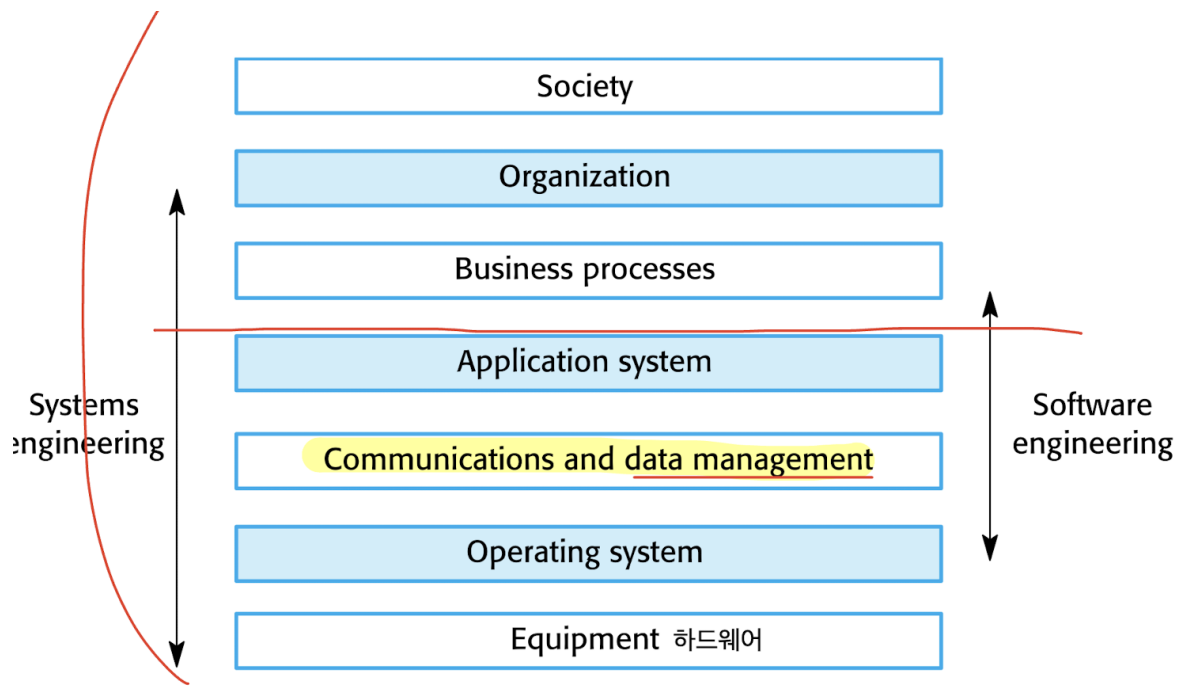 Society
Organization
Business processes
Application system
Systems
engineering
Software
engineering
Communications and data management
Operating system
Equipment 하드웨어